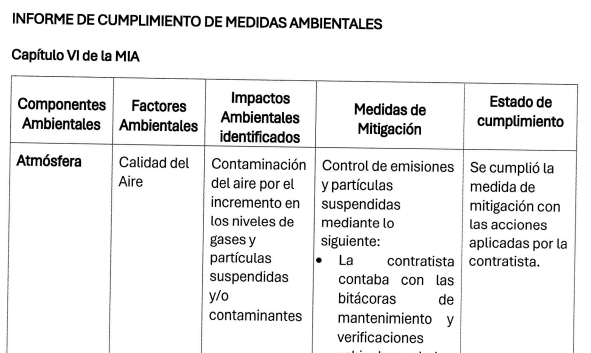 INFORME DE CUMPLIMIENTO DE MEDIDAS AMBIENTALES
Capítulo VI de la MIA
Componentes Ambientales
Factores Ambientales
Impactos Ambientales identificados
Medidas de Mitigación
Estado de cumplimiento
Atmósfera
Calidad del
Aire
Contaminación
del aire por el
incremento en
los niveles de
gases y
partículas
suspendidas
y/o
contaminantes
Control de emisiones
y partículas
suspendidas
mediante lo
siguiente:
• La contratista
contaba con las
bitácoras de
mantenimiento y
verificaciones
Se cumplió la
medida de
mitigación con
las acciones
aplicadas por la
contratista.